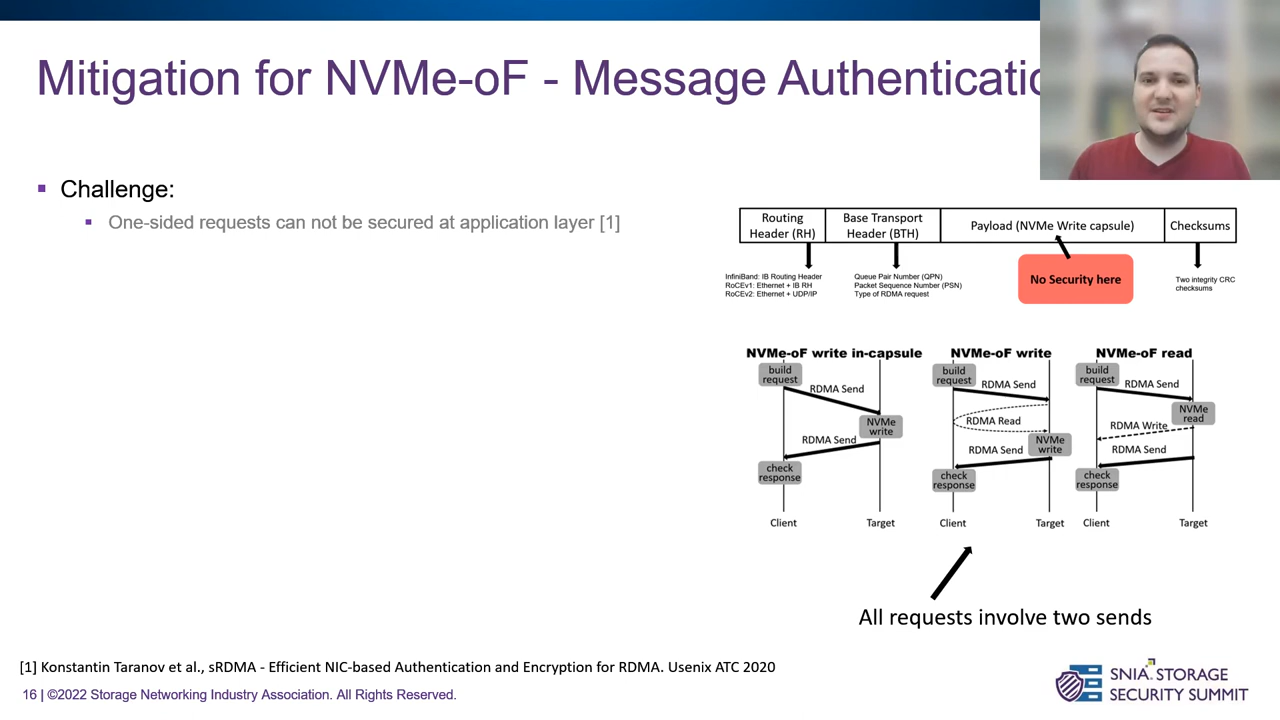 Mitigation for NVMe-oF - Message Authenticatio
Challenge:
One-sided requests can not be secured at application layer [1]
Routing
Header (RH)
Base Transport
Header (BTH)
Payload (NVMe Write capsule)
Checksums
InfiniBand: IB Routing Header
RoCEv1: Ethernet + IB RH
RoCEv2: Ethernet + UDP/IP
Queue Pair Number (QPN)
Packet Sequence Number (PSN)
Type of RDMA request
No Security here
Two integrity CRC
checksums
NVMe-oF write in-capsule
build
request
RDMA Send
NVMe
write
RDMA Send
check
response
Client
Target
NVMe-oF write
build
request
RDMA Send
RDMA Read
NVMe
write
RDMA Send
check
response
Client
Target
NVMe-oF read
build
request
RDMA Send
NVMe
read
RDMA Write
RDMA Send
check
response
Client
Target
All requests involve two sends
[1] Konstantin Taranov et al., sRDMA - Efficient NIC-based Authentication and Encryption for RDMA. Usenix ATC 2020
16 | ©2022 Storage Networking Industry Association. All Rights Reserved.
SNIA. STORAGE
SECURITY SUMMIT